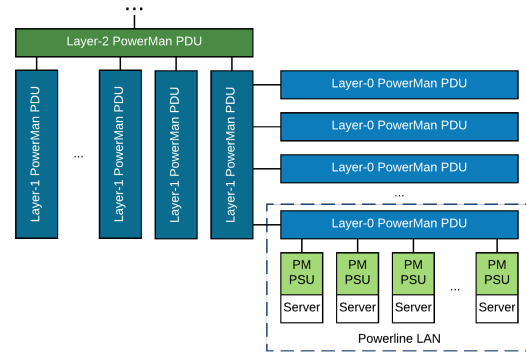 ...
Layer-2 PowerMan PDU
Layer-1 PowerMan PDU
...
Layer-1 PowerMan PDU
Layer-1 PowerMan PDU
Layer-1 PowerMan PDU
Layer-0 PowerMan PDU
Layer-0 PowerMan PDU
Layer-0 PowerMan PDU
...
Layer-0 PowerMan PDU
PM
PSU
Server
PM
PSU
Server
PM
PSU
Server
...
PM
PSU
Server
Powerline LAN